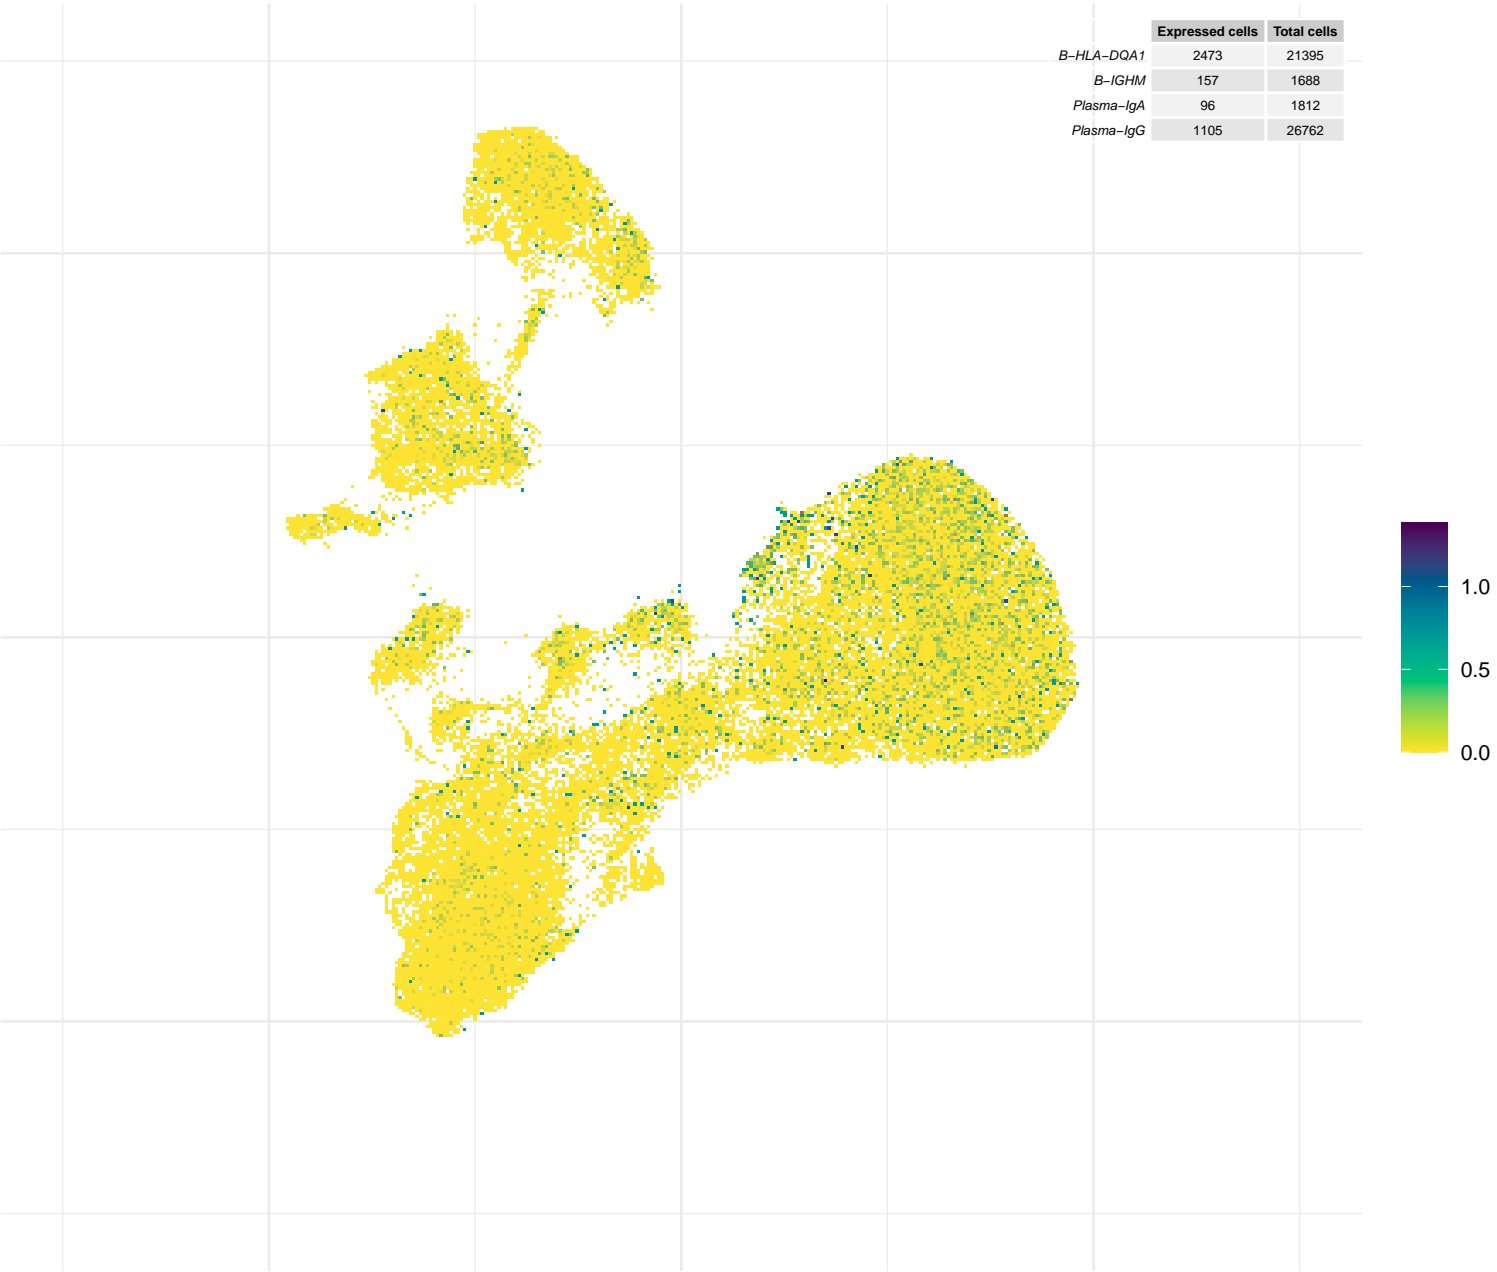 Expressed cells Total cells
B–HLA–DQA1 2473 21395
B–IGHM 157 1688
Plasma–IgA 96 1812
Plasma–IgG 1105 26762
1.0
0.5
0.0